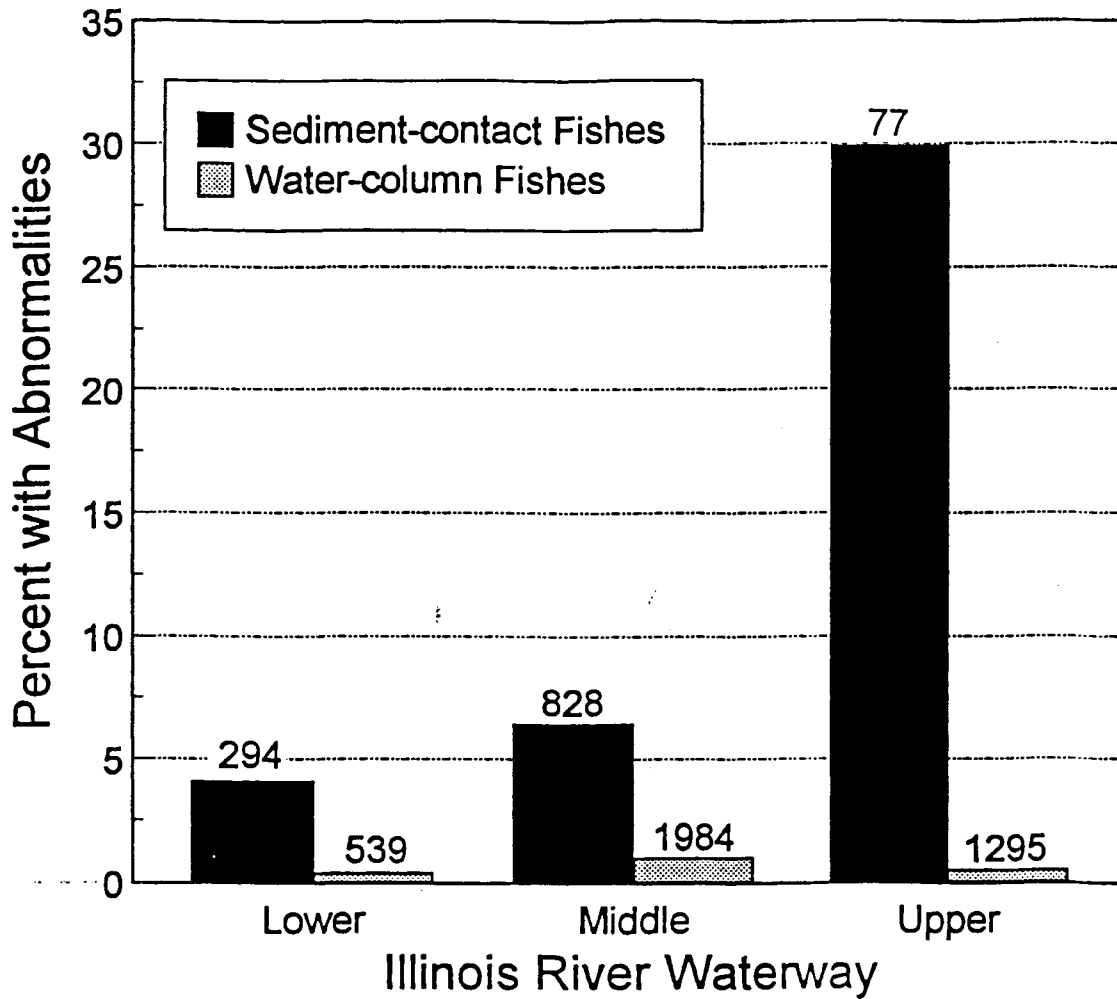 35
30
25
20
15
10
5
0
Percent with Abnormalities
Sediment-contact Fishes
Water-column Fishes
294
539
828
1984
77
1295
Lower
Middle
Upper
Illinois River Waterway